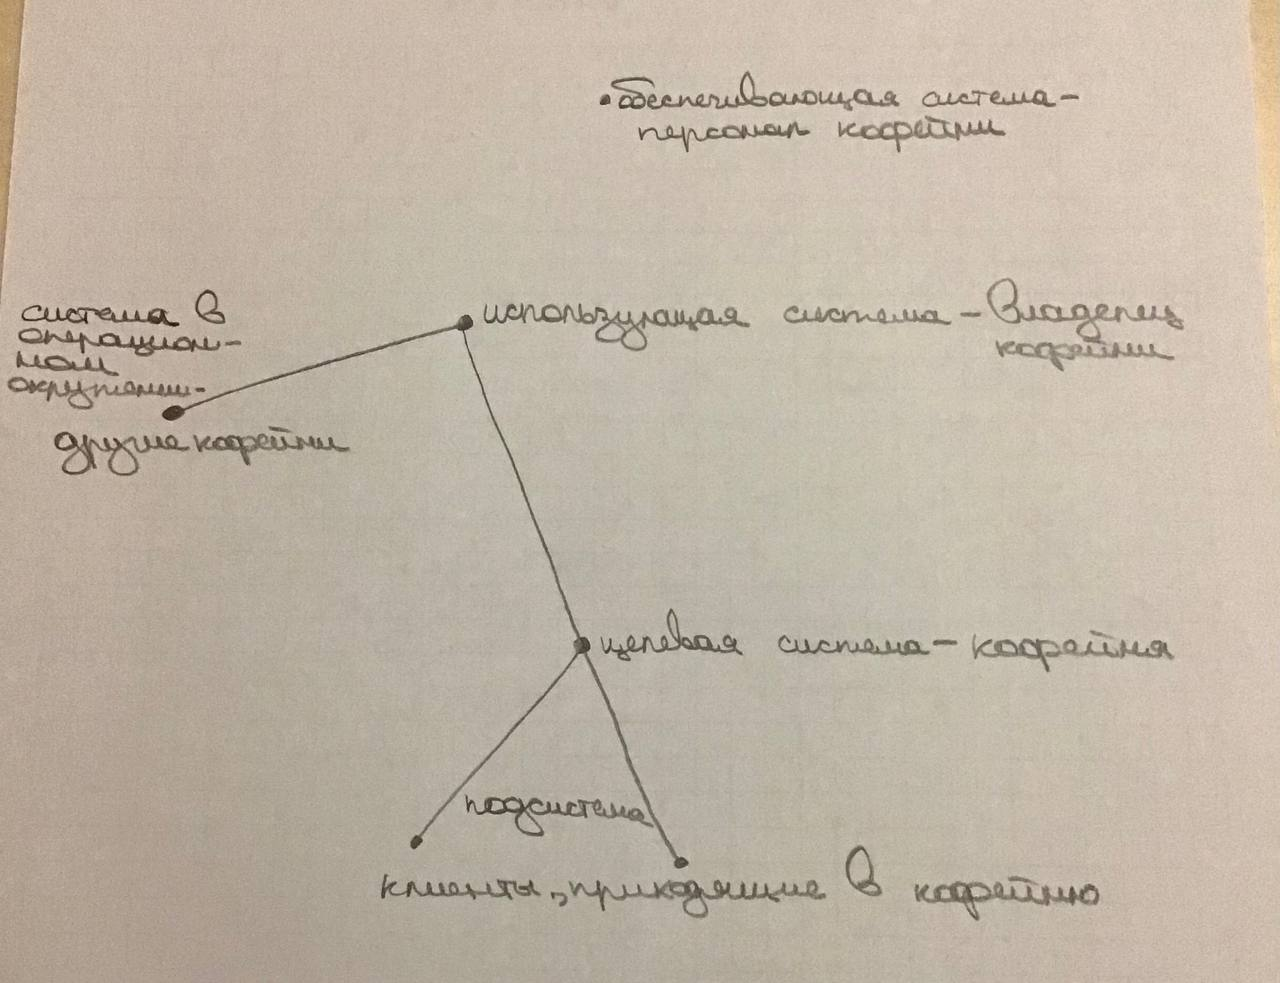 •обеспечивающая система-
персонал кофейни
система в
операцион-
ном
окружении-
другие кофейни
использующая система-владелец
кофейни
целевая система-кофейня
подсистема
клиенты, приходящие в кофейню